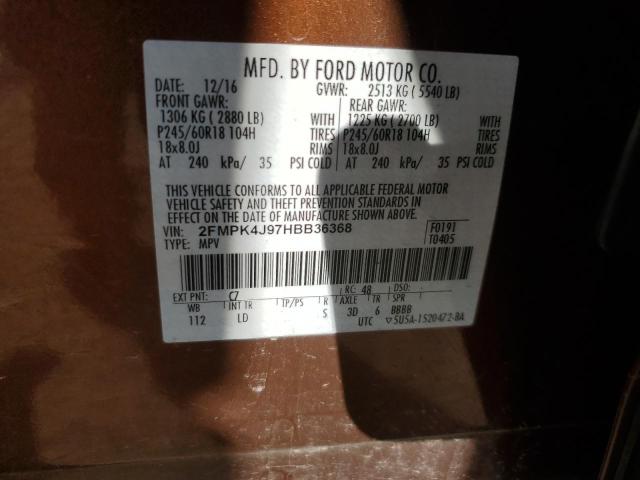 MFD. BY FORD MOTOR CO.
DATE: 12/16 GVWR: 2513 KG ( 5540 LB)
FRONT GAWR: REAR GAWR:
1306 KG ( 2880 LB) 1225 KG ( 2700 LB)
P245/60R18 104H TIRES P245/60R18 104H TIRES
18x8.0J RIMS 18x8.0J RIMS
AT 240 kPa/ 35 PSI COLD AT 240 kPa/ 35 PSI COLD
THIS VEHICLE CONFORMS TO ALL APPLICABLE FEDERAL MOTOR
VEHICLE SAFETY AND THEFT PREVENTION STANDARDS IN
EFFECT ON THE DATE OF MANUFACTURE SHOWN ABOVE.
VIN: 2FMPK4J97HBB36368 F0191
TYPE: MPV T0405
EXT PNT: C7 RC: 48 DSO:
WB INT TR TP/PS R AXLE TR SPR
112 LD S 3D 6 BBBB
UTC ▽5U5A-1520472-BA